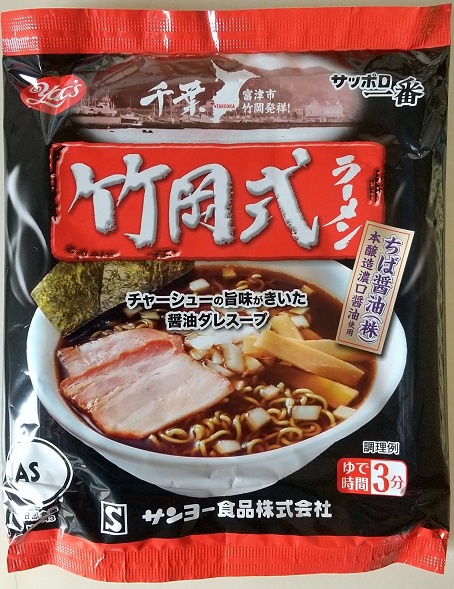 千葉
TAKEOKA
富津市
竹岡発祥!
サッポロ
一番
竹岡式
ラーメン
ちば醤油(株)
本醸造濃口醤油使用
チャーシューの旨味がきいた
醤油ダレスープ
調理例
ゆで
時間
3分
JAS
S
サンヨー食品株式会社